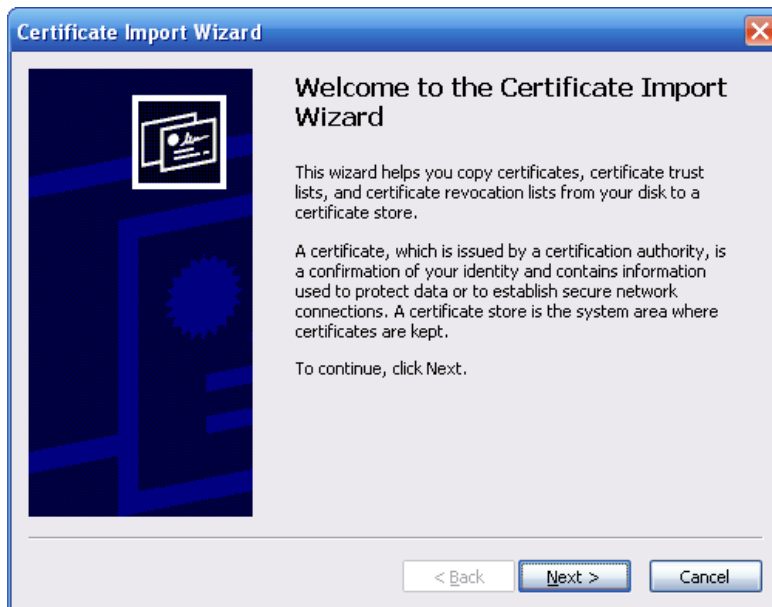 Certificate Import Wizard
Welcome to the Certificate Import
Wizard
This wizard helps you copy certificates, certificate trust
lists, and certificate revocation lists from your disk to a
certificate store.
A certificate, which is issued by a certification authority, is
a confirmation of your identity and contains information
used to protect data or to establish secure network
connections. A certificate store is the system area where
certificates are kept.
To continue, click Next.
< Back Next > Cancel